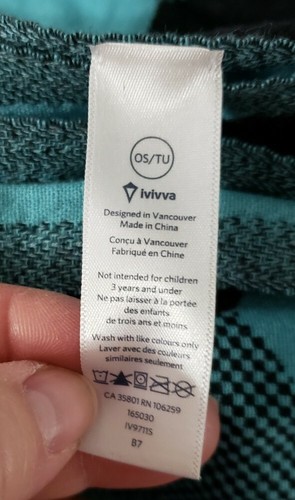 OS/TU
ivivva
Designed in Vancouver
Made in China
Conçu à Vancouver
Fabriqué en Chine
Not intended for children
3 years and under
Ne pas laisser à la portée
des enfants
de trois ans et moins
Wash with like colours only
Laver avec des couleurs
similaires seulement
CA 35801 RN 106259
165030
IV9711S
B7